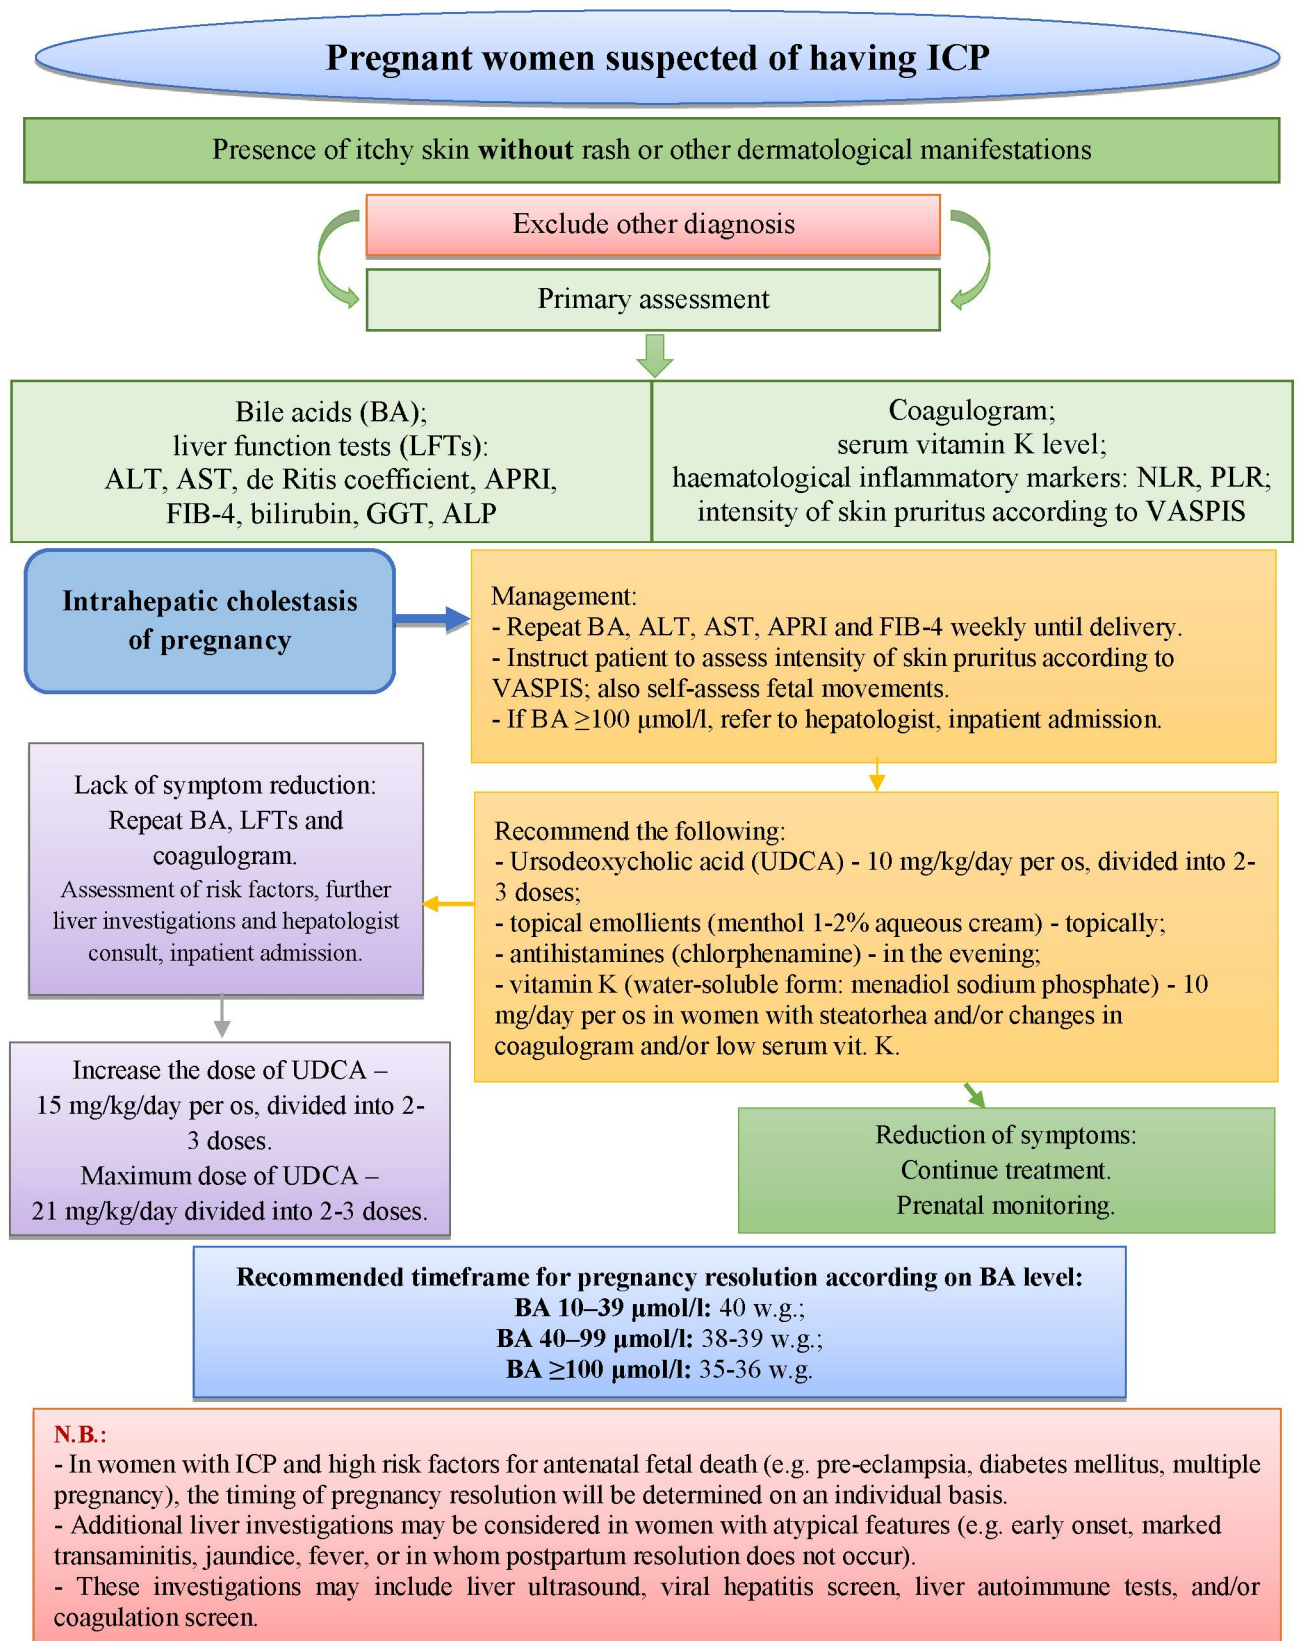 Pregnant women suspected of having ICP
Presence of itchy skin without rash or other dermatological manifestations
Exclude other diagnosis
Primary assessment
Bile acids (BA);
liver function tests (LFTs):
ALT, AST, de Ritis coefficient, APRI,
FIB-4, bilirubin, GGT, ALP
Coagulogram;
serum vitamin K level;
haematological inflammatory markers: NLR, PLR;
intensity of skin pruritus according to VASPIS
Intrahepatic cholestasis
of pregnancy
Management:
- Repeat BA, ALT, AST, APRI and FIB-4 weekly until delivery.
- Instruct patient to assess intensity of skin pruritus according to
VASPIS; also self-assess fetal movements.
- If BA ≥100 μmol/l, refer to hepatologist, inpatient admission.
Lack of symptom reduction:
Repeat BA, LFTs and
coagulogram.
Assessment of risk factors, further
liver investigations and hepatologist
consult, inpatient admission.
Recommend the following:
- Ursodeoxycholic acid (UDCA) - 10 mg/kg/day per os, divided into 2-
3 doses;
- topical emollients (menthol 1-2% aqueous cream) - topically;
- antihistamines (chlorphenamine) - in the evening;
- vitamin K (water-soluble form: menadiol sodium phosphate) - 10
mg/day per os in women with steatorhea and/or changes in
coagulogram and/or low serum vit. K.
Increase the dose of UDCA –
15 mg/kg/day per os, divided into 2-
3 doses.
Maximum dose of UDCA –
21 mg/kg/day divided into 2-3 doses.
Reduction of symptoms:
Continue treatment.
Prenatal monitoring.
Recommended timeframe for pregnancy resolution according on BA level:
BA 10–39 μmol/l: 40 w.g.;
BA 40–99 μmol/l: 38-39 w.g.;
BA ≥100 μmol/l: 35-36 w.g.
N.B.:
- In women with ICP and high risk factors for antenatal fetal death (e.g. pre-eclampsia, diabetes mellitus, multiple
pregnancy), the timing of pregnancy resolution will be determined on an individual basis.
- Additional liver investigations may be considered in women with atypical features (e.g. early onset, marked
transaminitis, jaundice, fever, or in whom postpartum resolution does not occur).
- These investigations may include liver ultrasound, viral hepatitis screen, liver autoimmune tests, and/or
coagulation screen.